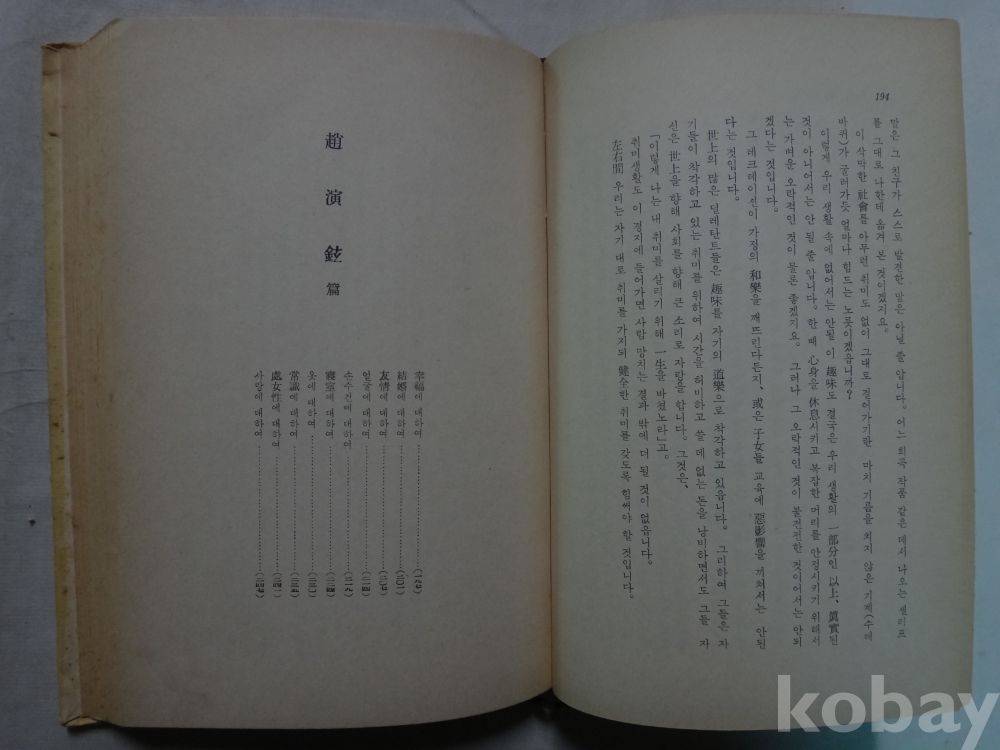 194
말은 그 친구가 스스로 발견한 말은 아닐 줄 압니다. 어느 희극 작품 같은 데서 나오는 쎌리프
를 그대로 나한테 옮겨 본 것이겠지요.
이 삭막한 社會를 아무런 취미도 없이 그대로 걸어가기란 마치 기름을 치지 않은 기계(수레
바퀴)가 굴러가듯 얼마나 힘드는 노릇이겠읍니까?
이렇게 우리 생활 속에 없어서는 안될 이 趣味도 결국은 우리 생활의 一部分인 以上、眞實된
것이 아니어서는 안 될 줄 압니다. 한 때 心身을 休息시키고 복잡한 머리를 안정시키기 위해서
는 가벼운 오락적인 것이 물론 좋겠지요. 그러나 그 오락적인 것이 불건전한 것이어서는 안되
겠다는 것입니다.
그 레크레이션이 가정의 和樂을 깨뜨린다든지、或은 子女들 교육에 惡影響을 끼쳐서는 안된
다는 것입니다.
世上의 많은 딜레탄트들은 趣味를 자기의 道樂으로 착각하고 있읍니다. 그리하여 그들은 자
기들이 착각하고 있는 취미를 위하여 시간을 허비하고 쓸 데 없는 돈을 낭비하면서도 그들 자
신은 世上을 향해 사회를 향해 큰 소리로 자랑을 합니다. 그것은、
「이렇게 나는 내 취미를 살리기 위해 一生을 바쳤노라」고.
취미생활도 이 경지에 들어가면 사람 망치는 결과 밖에 더 될 것이 없읍니다.
左右間 우리는 자기 대로 취미를 가지되 健全한 취미를 갖도록 힘써야 할 것입니다.
趙演鉉篇
幸福에 대하여
結婚에 대하여
友情에 대하여
얼굴에 대하여
손수건에 대하여
寢室에 대하여
옷에 대하여
常識에 대하여
處女性에 대하여
사랑에 대하여
kobay